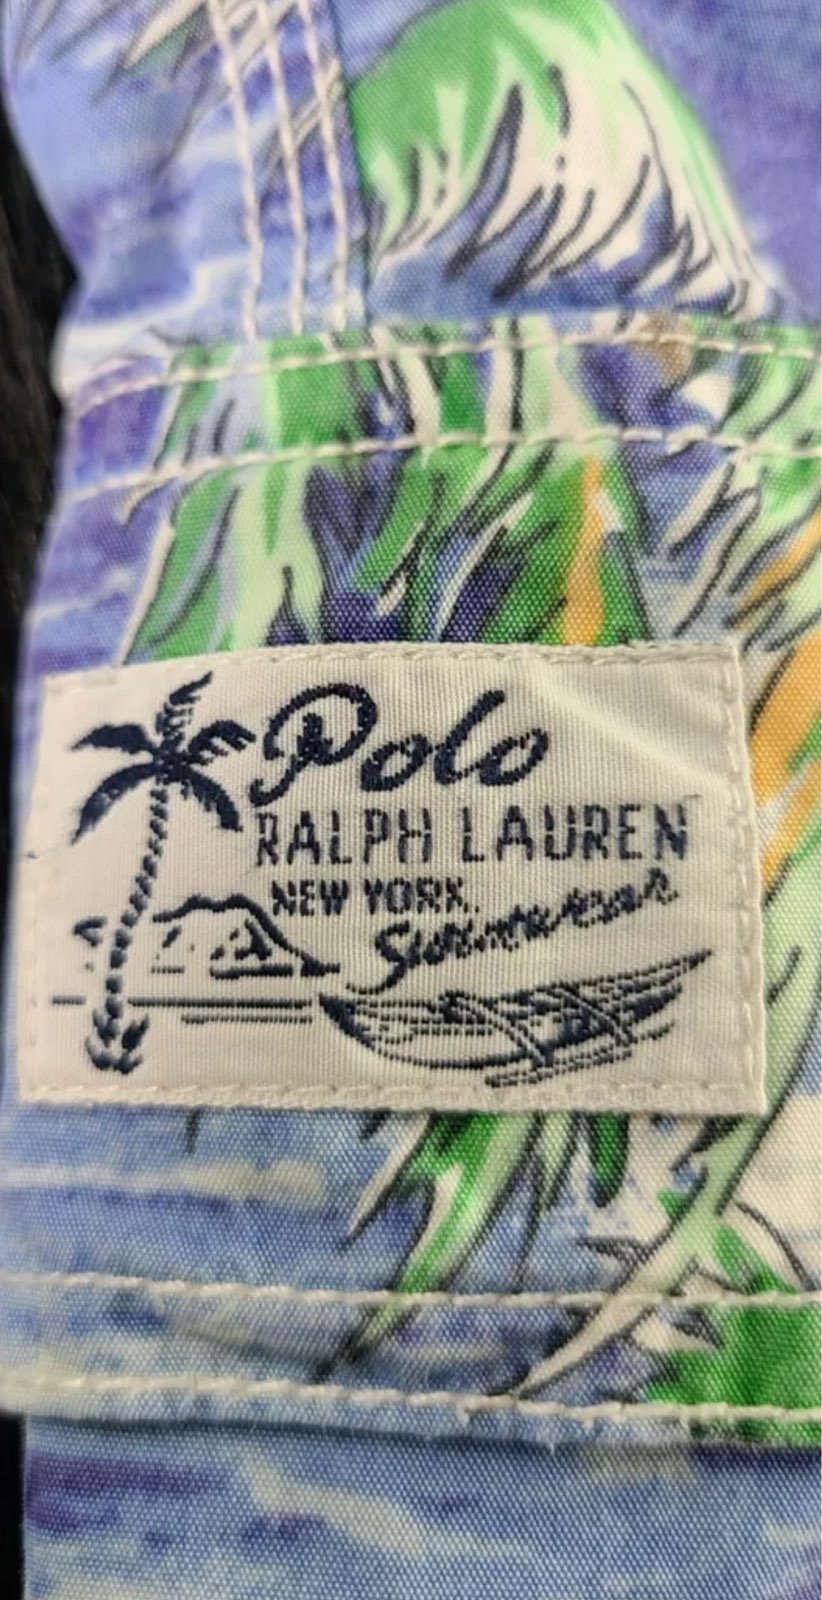 Polo
RALPH LAUREN
NEW YORK.
Swimwear